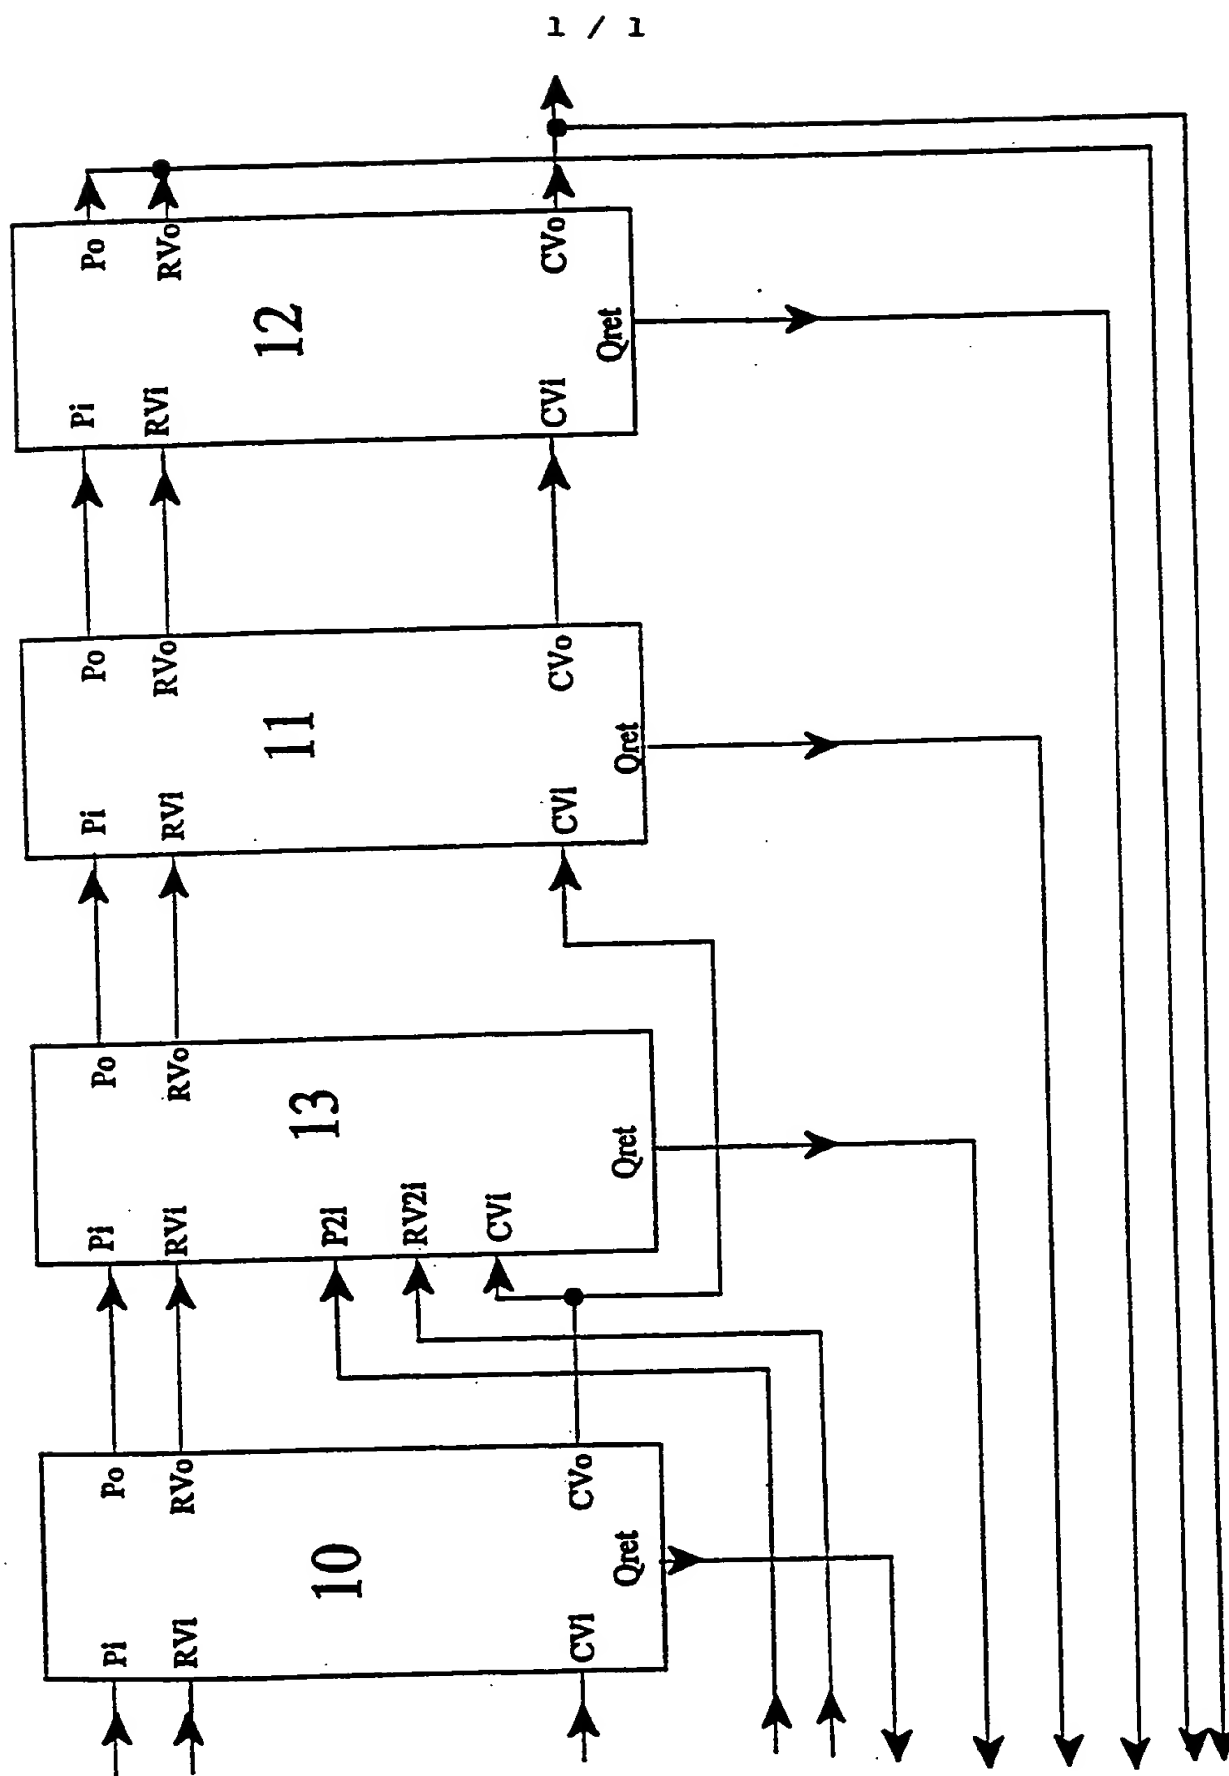 1 / 1
Pi
RVi
CVi
10
Po
RVo
CVo
Qret
Pi
RVi
P2i
RV2i
CVi
13
Po
RVo
Qret
Pi
RVi
CVi
11
Po
RVo
CVo
Qret
Pi
RVi
CVi
12
Po
RVo
CVo
Qret